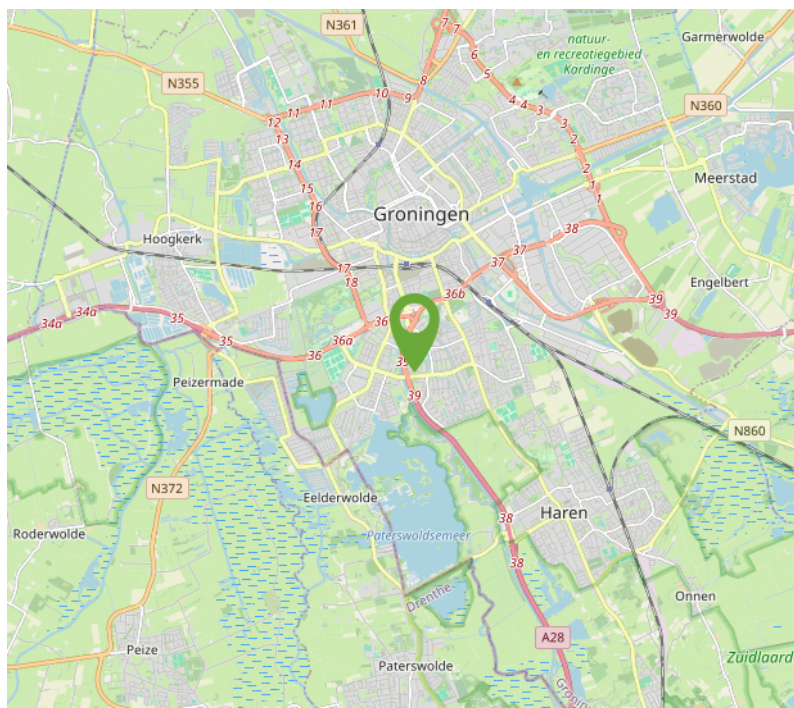 N361
7
7
natuur-
en recreatiegebied
Kardinge
Garmerwolde
6
N355
8
5
10
9
4
4
3
N360
11
11
12
3
13
2
14
2
Meerstad
15
1
1
16
Groningen
17
38
Hoogkerk
37
17
37
18
Engelbert
36b
39
34a
34a
35
36
39
35
36a
36
Peizermade
39
N860
N372
Eelderwolde
38
Haren
Roderwolde
Paterswoldsemeer
38
Drenthe
Onnen
A28
Peize
Paterswolde
Zuidlaard